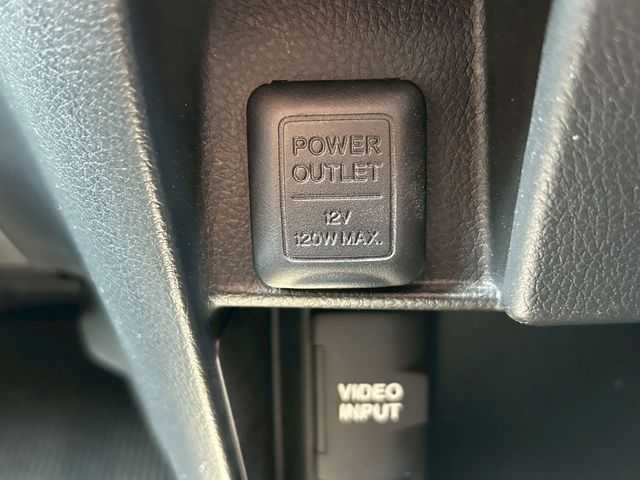 POWER
OUTLET
12V
120W MAX.
VIDEO
INPUT